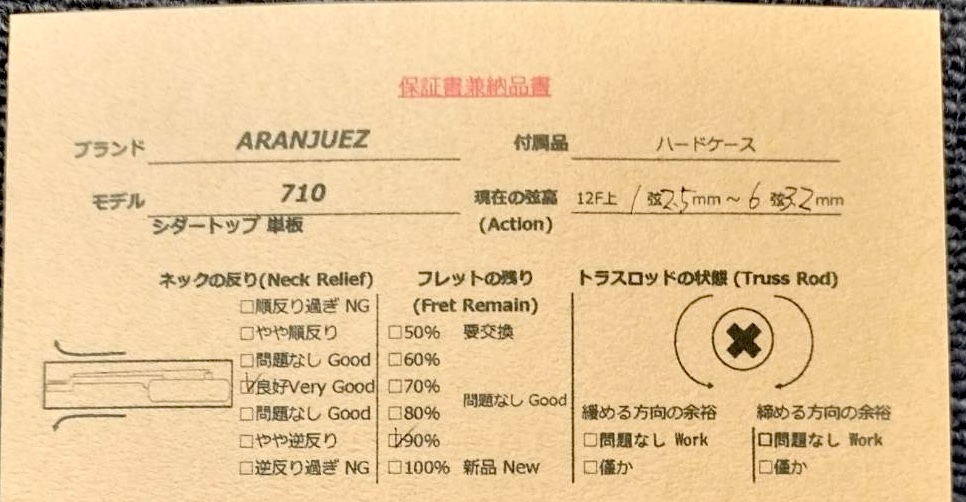 保証書兼納品書
ブランド ARANJUEZ 付属品 ハードケース
モデル 710 現在の弦高 12F上 1 弦2.5mm～6 弦3.2mm
シダートップ 単板 (Action)
ネックの反り(Neck Relief) フレットの残り トラスロッドの状態 (Truss Rod)
□順反り過ぎ NG (Fret Remain)
□やや順反り □50% 要交換
□問題なし Good □60%
☑良好Very Good □70%
問題なし Good
□問題なし Good □80% 緩める方向の余裕 締める方向の余裕
□やや逆反り ☑90% □問題なし Work □問題なし Work
□逆反り過ぎ NG □100% 新品 New □僅か □僅か